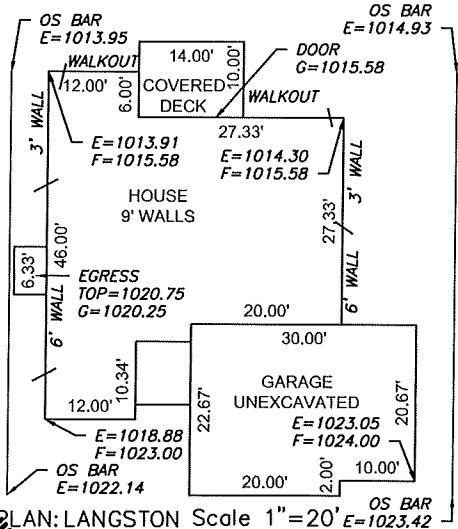 OS BAR
E=1013.95
OS BAR
E=1014.93
14.00'
10.00'
DOOR
G=1015.58
WALKOUT
12.00'
6.00'
COVERED
DECK
WALKOUT
27.33'
3' WALL
E=1013.91
F=1015.58
E=1014.30
F=1015.58
3' WALL
HOUSE
9' WALLS
27.33'
46.00'
6.33'
EGRESS
TOP=1020.75
G=1020.25
6' WALL
6' WALL
20.00'
30.00'
10.34'
12.00'
22.67'
GARAGE
UNEXCAVATED
20.67'
E=1023.05
F=1024.00
E=1018.88
F=1023.00
20.00'
2.00'
10.00'
OS BAR
E=1022.14
OS BAR
E=1023.42
LAN: LANGSTON Scale 1"=20'